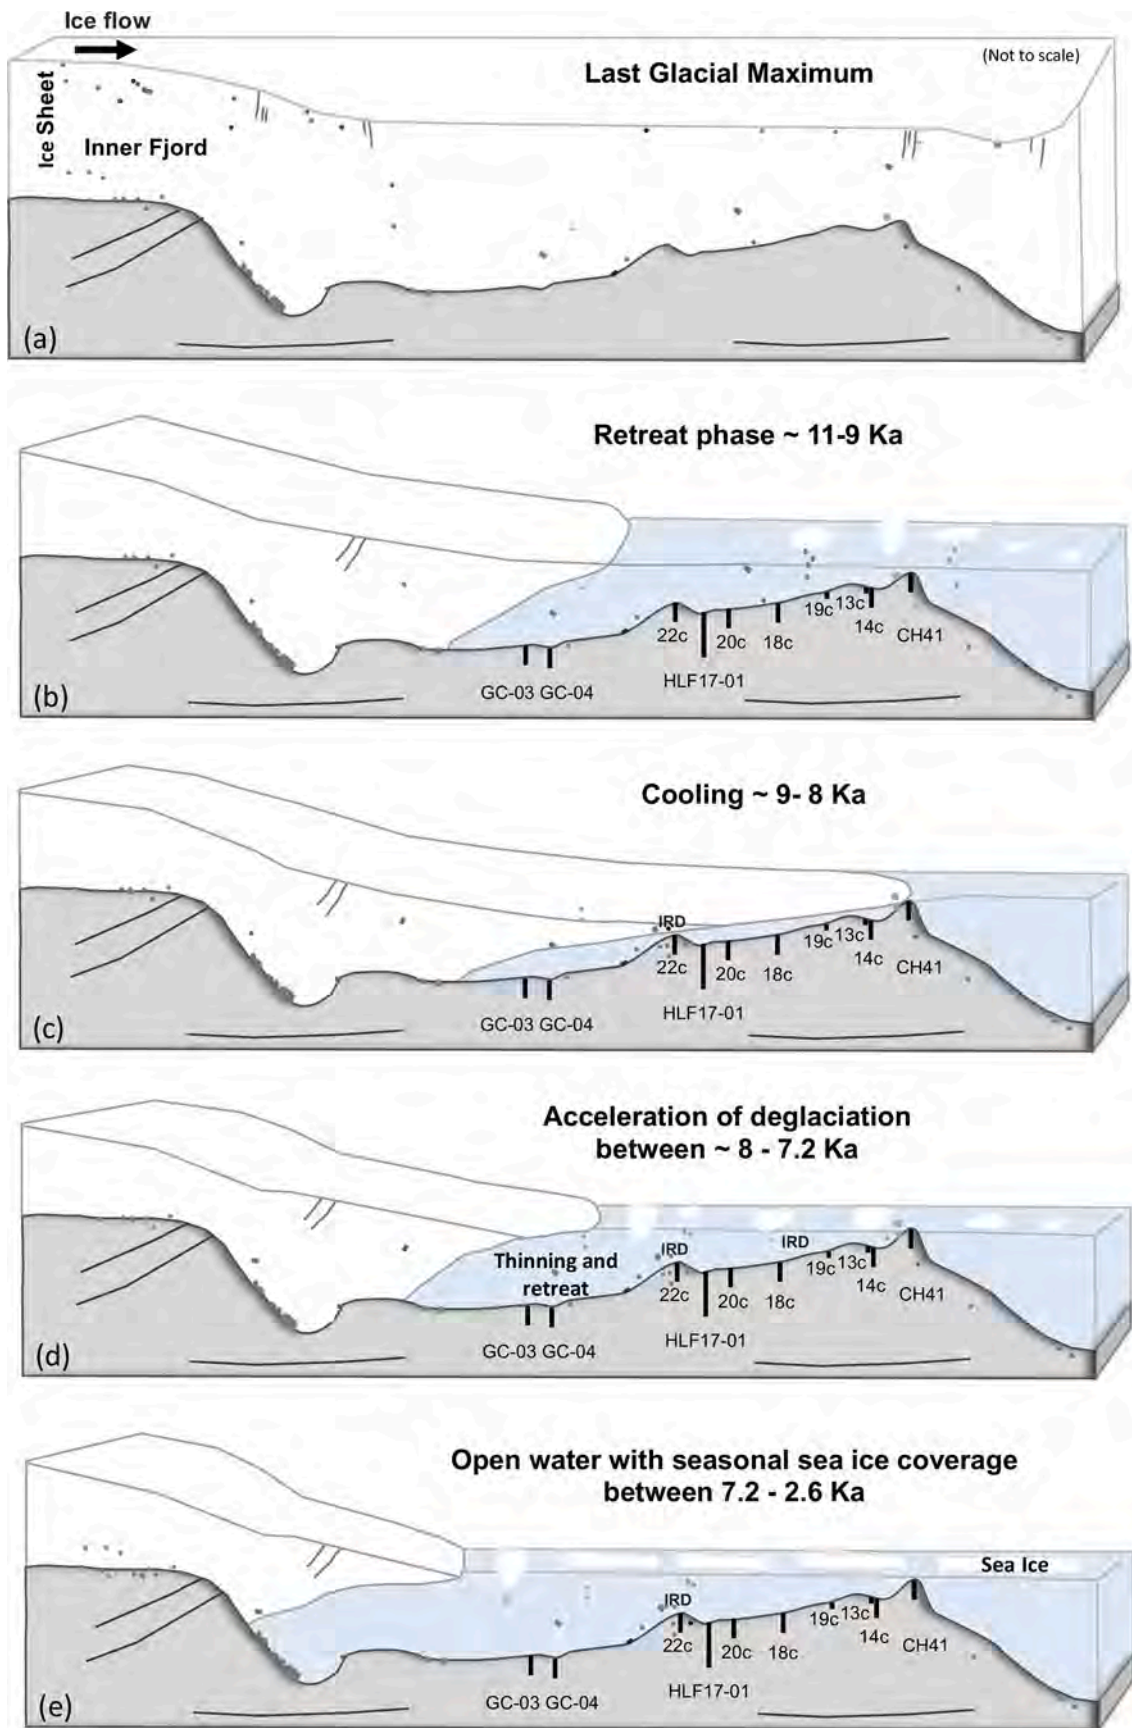 Ice flow
Last Glacial Maximum
(Not to scale)
Ice Sheet
Inner Fjord
(a)
Retreat phase ~ 11-9 Ka
19c 13c
22c 20c 18c 14c CH41
GC-03 GC-04 HLF17-01
(b)
Cooling ~ 9- 8 Ka
IRD
19c 13c
22c 20c 18c 14c CH41
GC-03 GC-04 HLF17-01
(c)
Acceleration of deglaciation
between ~ 8 - 7.2 Ka
Thinning and
retreat
IRD IRD
19c 13c
22c 20c 18c 14c CH41
GC-03 GC-04 HLF17-01
(d)
Open water with seasonal sea ice coverage
between 7.2 - 2.6 Ka
Sea Ice
IRD
19c 13c
22c 20c 18c 14c CH41
GC-03 GC-04 HLF17-01
(e)